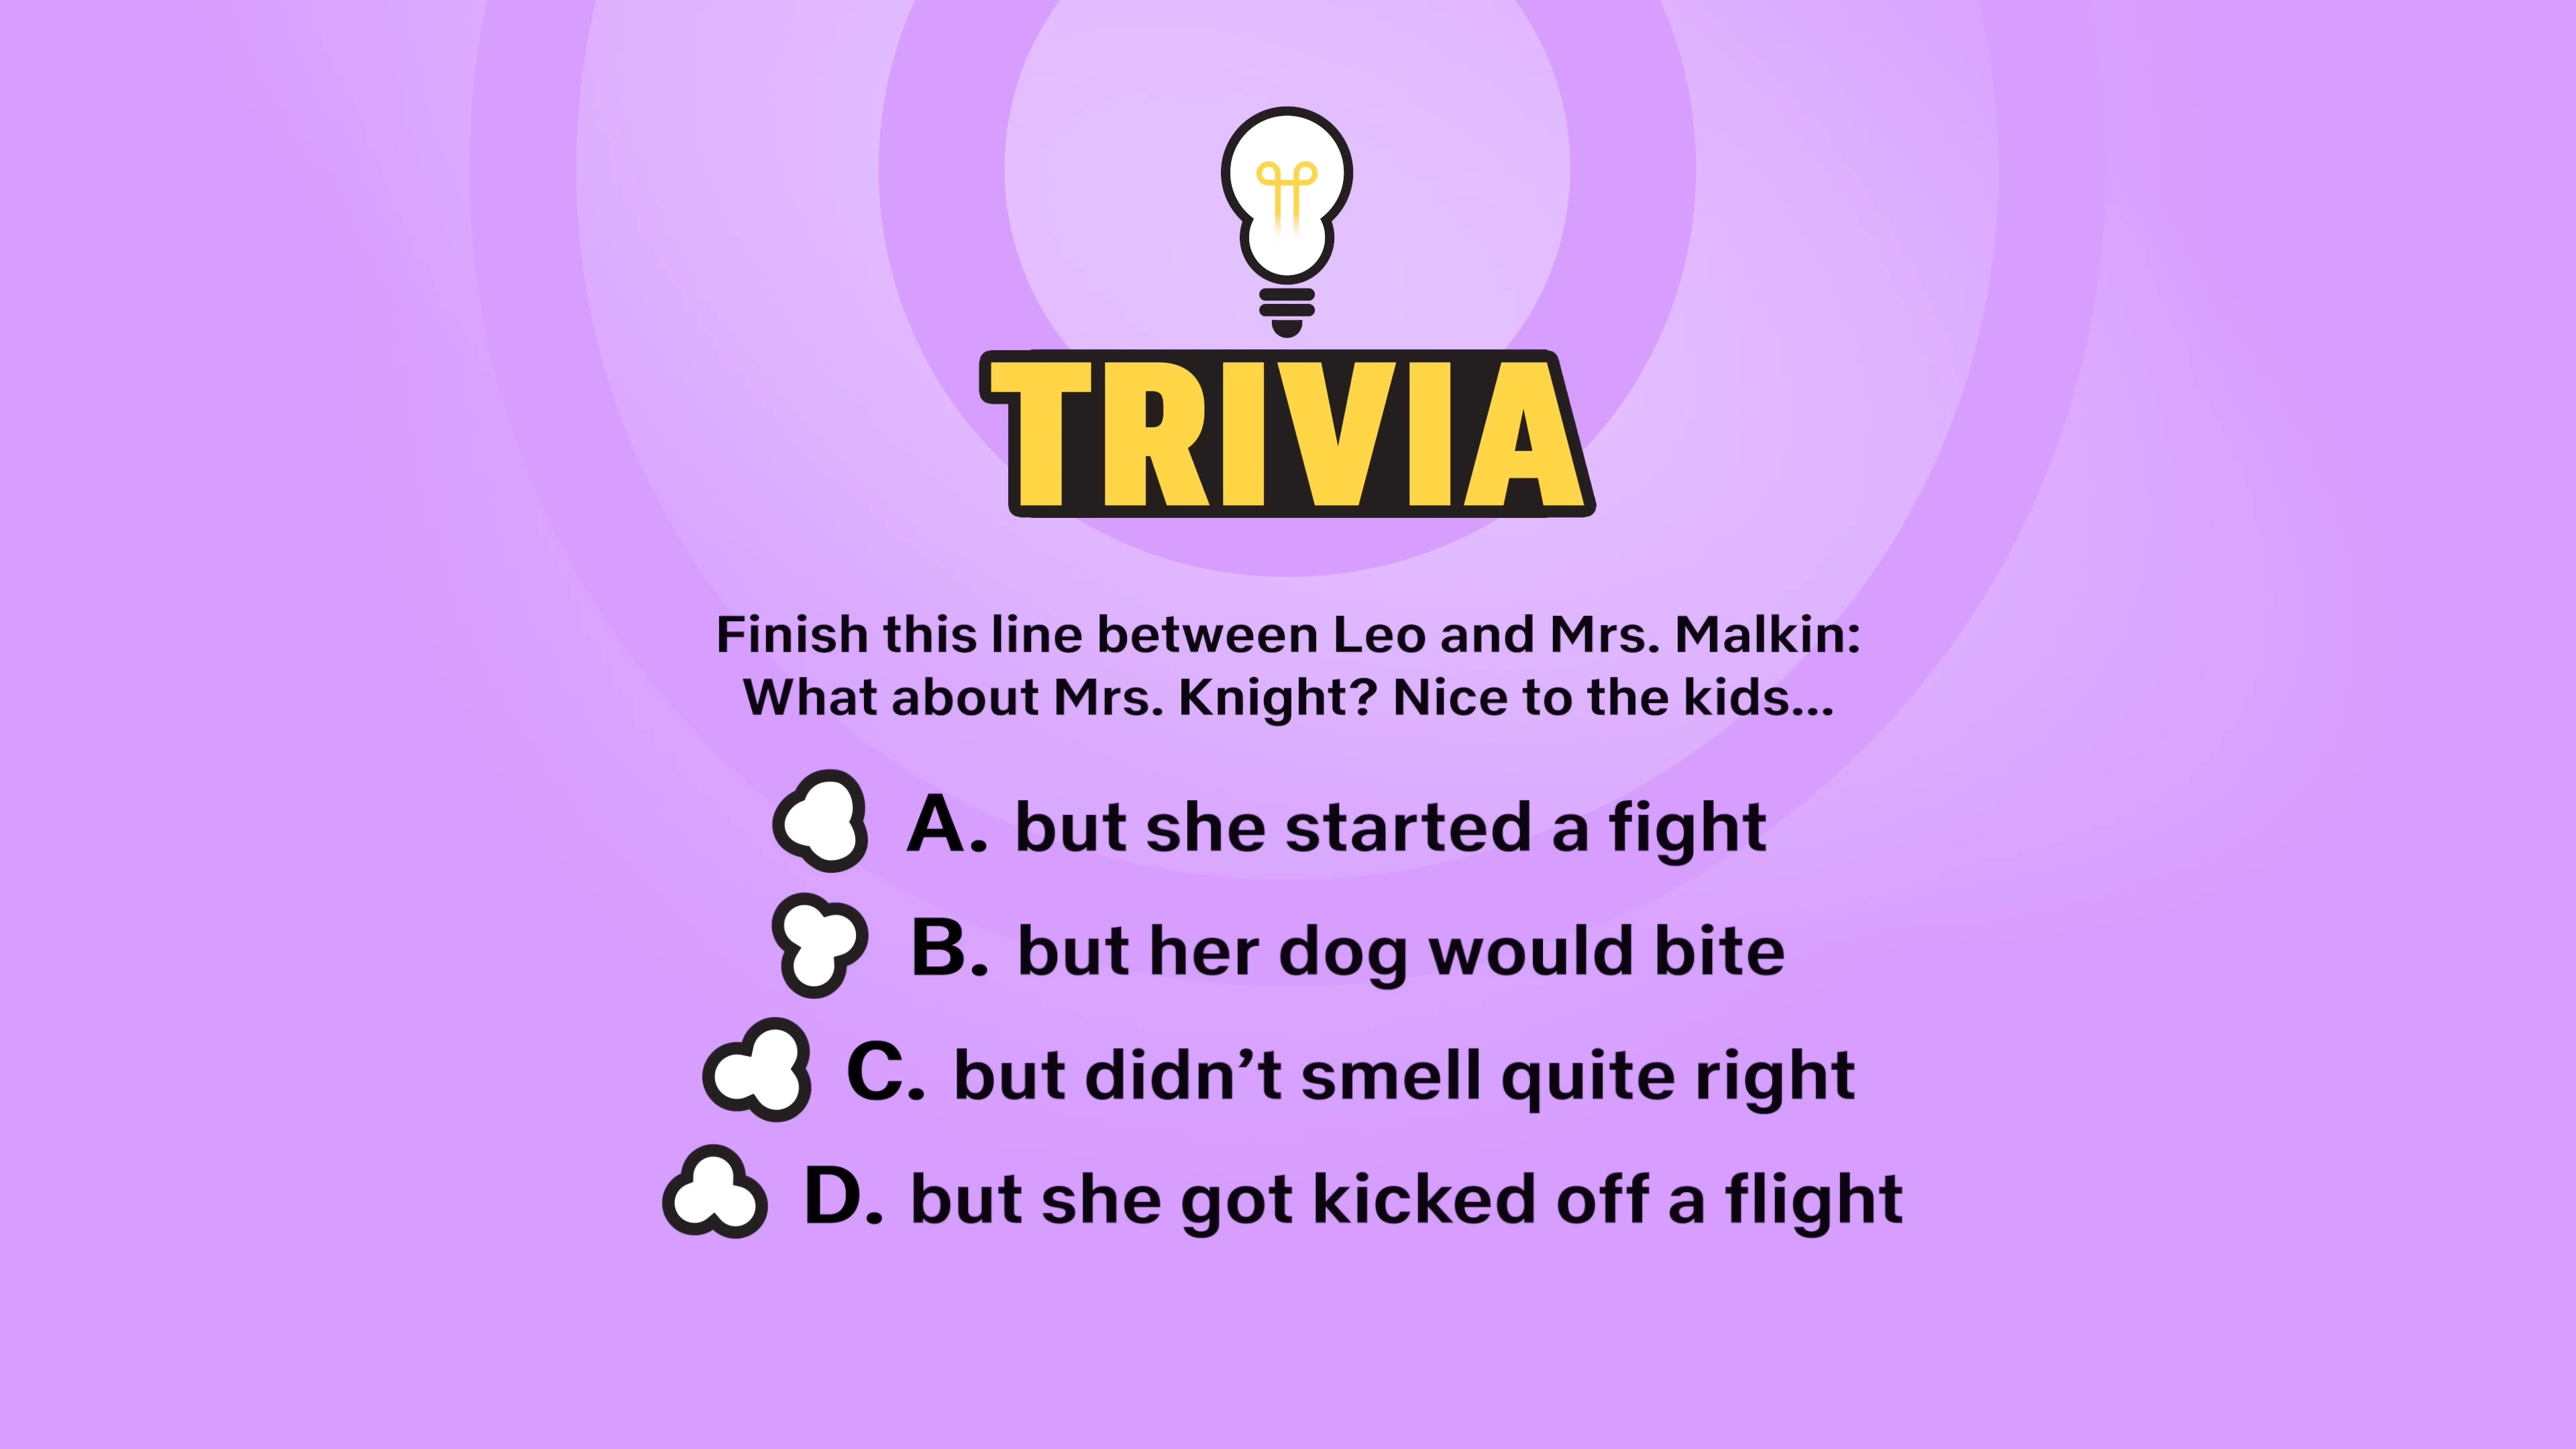 TRIVIA
Finish this line between Leo and Mrs. Malkin:
What about Mrs. Knight? Nice to the kids...
A. but she started a fight
B. but her dog would bite
C. but didn’t smell quite right
D. but she got kicked off a flight